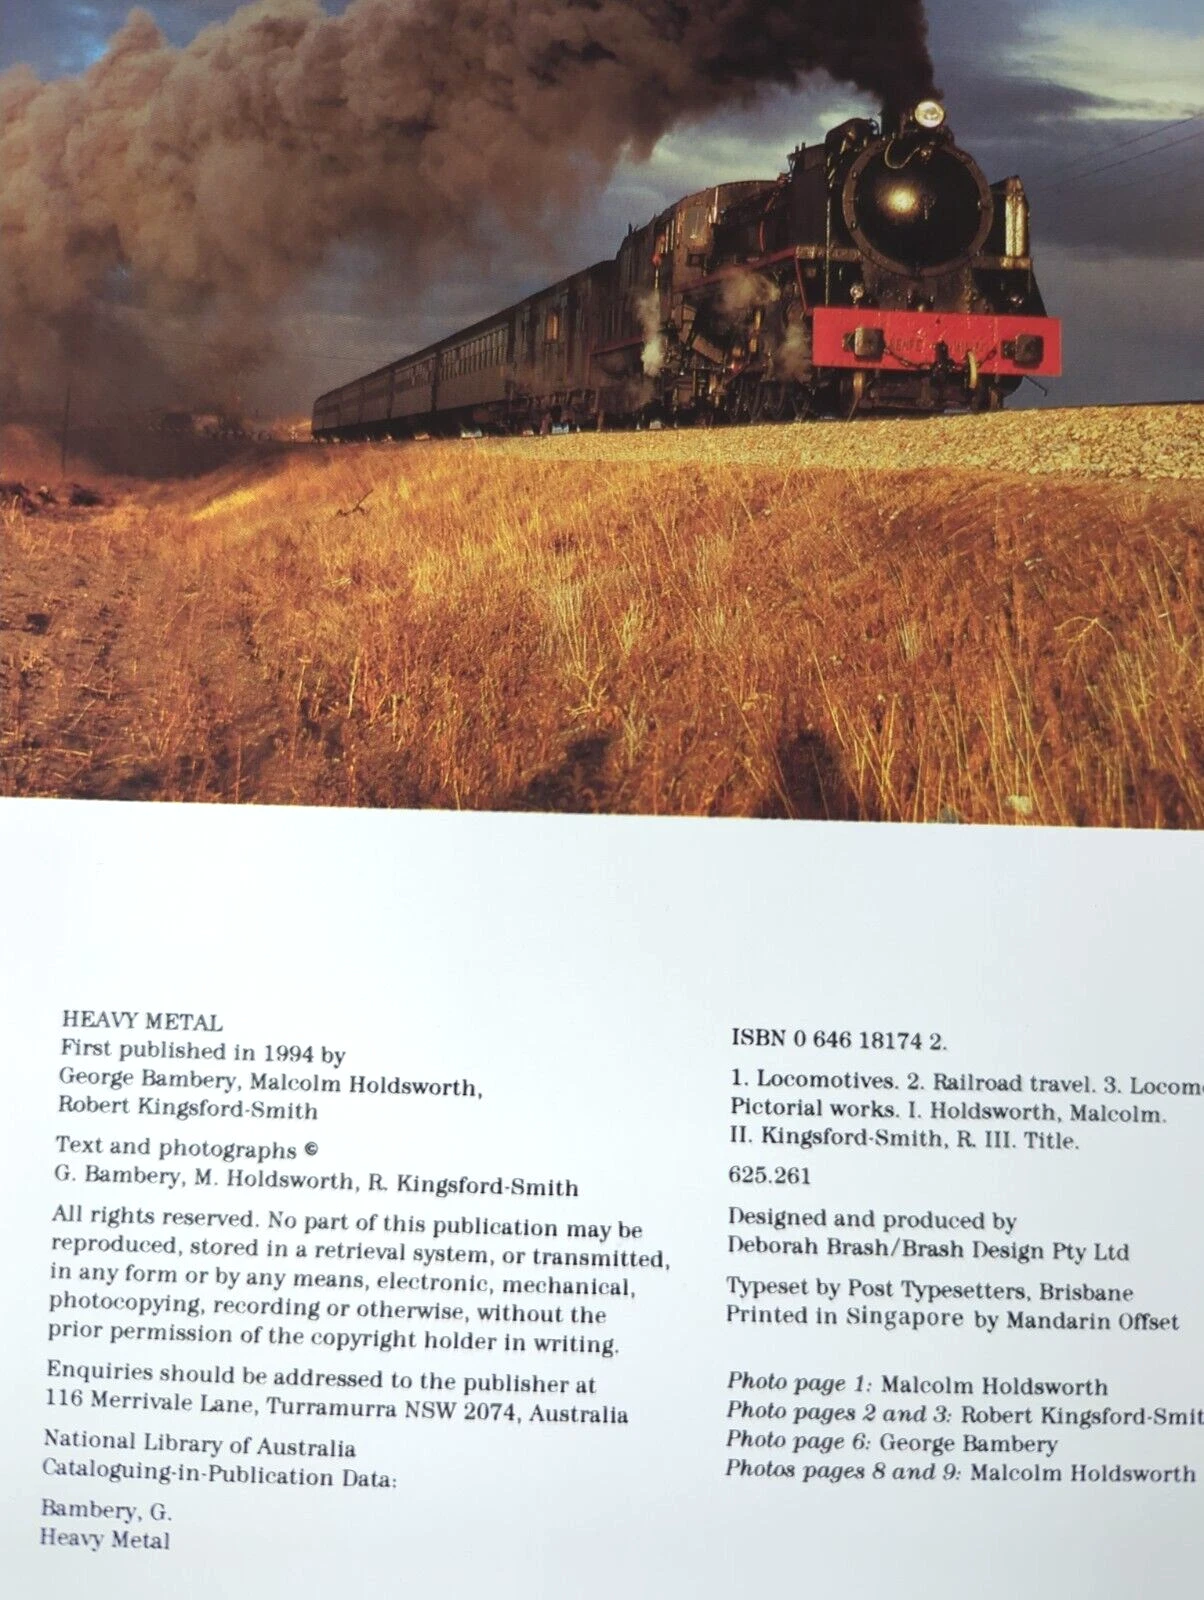 HEAVY METAL
First published in 1994 by
George Bambery, Malcolm Holdsworth,
Robert Kingsford-Smith
Text and photographs ©
G. Bambery, M. Holdsworth, R. Kingsford-Smith
All rights reserved. No part of this publication may be
reproduced, stored in a retrieval system, or transmitted,
in any form or by any means, electronic, mechanical,
photocopying, recording or otherwise, without the
prior permission of the copyright holder in writing.
Enquiries should be addressed to the publisher at
116 Merrivale Lane, Turramurra NSW 2074, Australia
National Library of Australia
Cataloguing-in-Publication Data:
Bambery, G.
Heavy Metal
ISBN 0 646 18174 2.
1. Locomotives. 2. Railroad travel. 3. Locom
Pictorial works. I. Holdsworth, Malcolm.
II. Kingsford-Smith, R. III. Title.
625.261
Designed and produced by
Deborah Brash/Brash Design Pty Ltd
Typeset by Post Typesetters, Brisbane
Printed in Singapore by Mandarin Offset
Photo page 1: Malcolm Holdsworth
Photo pages 2 and 3: Robert Kingsford-Smit
Photo page 6: George Bambery
Photos pages 8 and 9: Malcolm Holdsworth